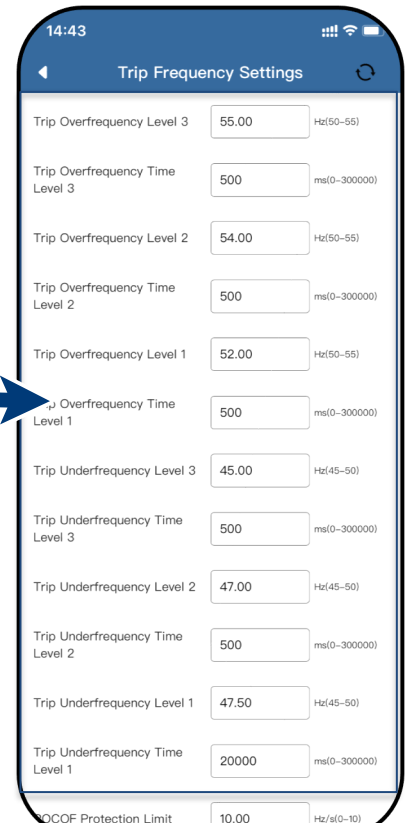 14:43
Trip Frequency Settings
Trip Overfrequency Level 3 55.00 Hz(50-55)
Trip Overfrequency Time
Level 3 500 ms(0-300000)
Trip Overfrequency Level 2 54.00 Hz(50-55)
Trip Overfrequency Time
Level 2 500 ms(0-300000)
Trip Overfrequency Level 1 52.00 Hz(50-55)
Overfrequency Time
Level 1 500 ms(0-300000)
Trip Underfrequency Level 3 45.00 Hz(45-50)
Trip Underfrequency Time
Level 3 500 ms(0-300000)
Trip Underfrequency Level 2 47.00 Hz(45-50)
Trip Underfrequency Time
Level 2 500 ms(0-300000)
Trip Underfrequency Level 1 47.50 Hz(45-50)
Trip Underfrequency Time
Level 1 20000 ms(0-300000)
Protection Limit 10.00 Hz/s(0-10)